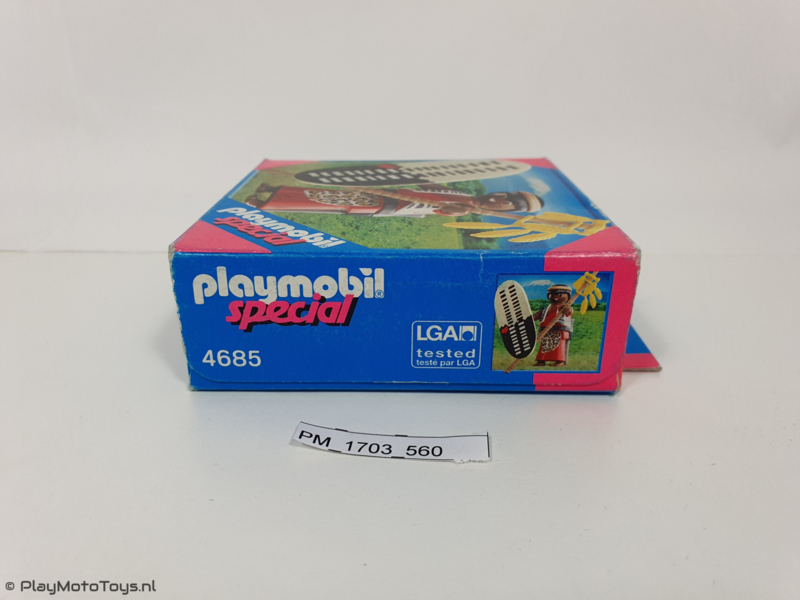 playmobil
special
playmobil®
special
4685
LGA
tested
testé par LGA
PM_1703_560
© PlayMotoToys.nl